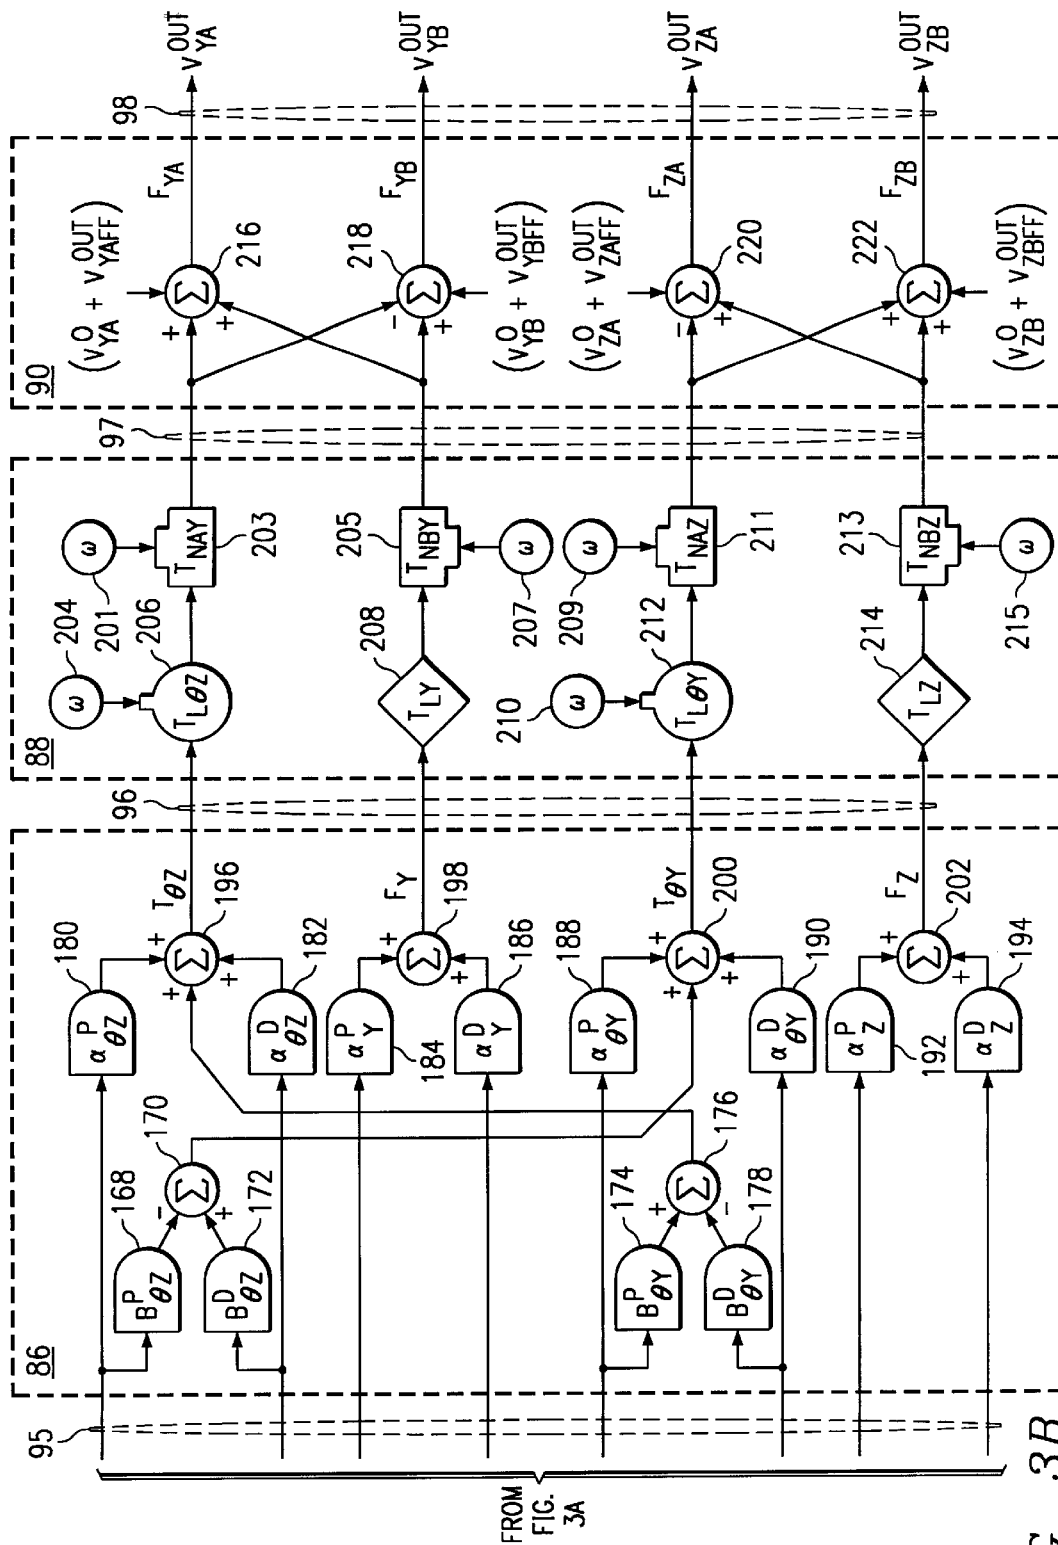 FROM
FIG.
3A
95
86
B^P_θZ
168
B^D_θZ
172
170
-
+
B^P_θY
174
B^D_θY
178
176
+
-
α^P_θZ
180
α^D_θZ
182
α^P_Y
184
α^D_Y
186
α^P_θY
188
α^D_θY
190
α^P_Z
192
α^D_Z
194
Σ
Σ
Σ
+
+
+
T_θZ
196
Σ
+
+
F_Y
198
Σ
+
+
+
T_θY
200
Σ
+
+
F_Z
202
Σ
96
88
204
ω
201
ω
206
T_LθZ
T_NAY
203
208
T_LY
205
T_NBY
207
ω
209
ω
210
ω
212
T_LθY
T_NAZ
211
214
T_LZ
213
T_NBZ
215
ω
97
90
(V^O_YA + V^OUT_YAFF)
+
+
Σ
216
F_YA
-
+
Σ
218
F_YB
(V^O_YB + V^OUT_YBFF)
(V^O_ZA + V^OUT_ZAFF)
-
+
Σ
220
F_ZA
+
+
Σ
222
F_ZB
(V^O_ZB + V^OUT_ZBFF)
98
V^OUT_YA
V^OUT_YB
V^OUT_ZA
V^OUT_ZB
3B